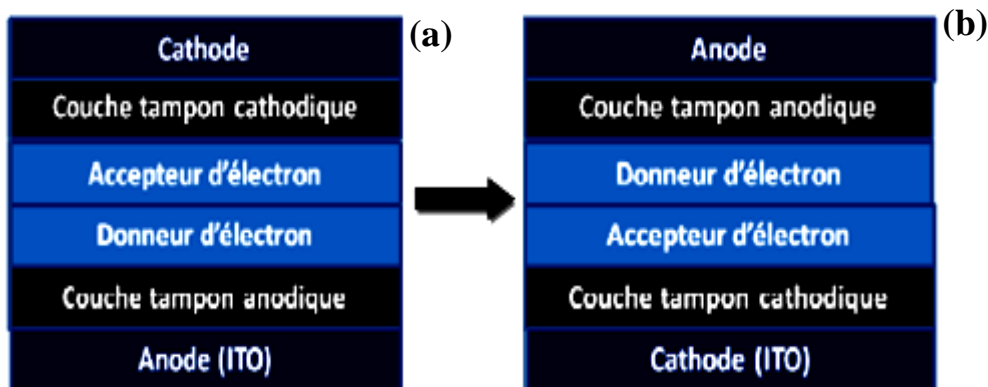 (a)
Cathode
Couche tampon cathodique
Accepteur d'électron
Donneur d'électron
Couche tampon anodique
Anode (ITO)
(b)
Anode
Couche tampon anodique
Donneur d'électron
Accepteur d'électron
Couche tampon cathodique
Cathode (ITO)